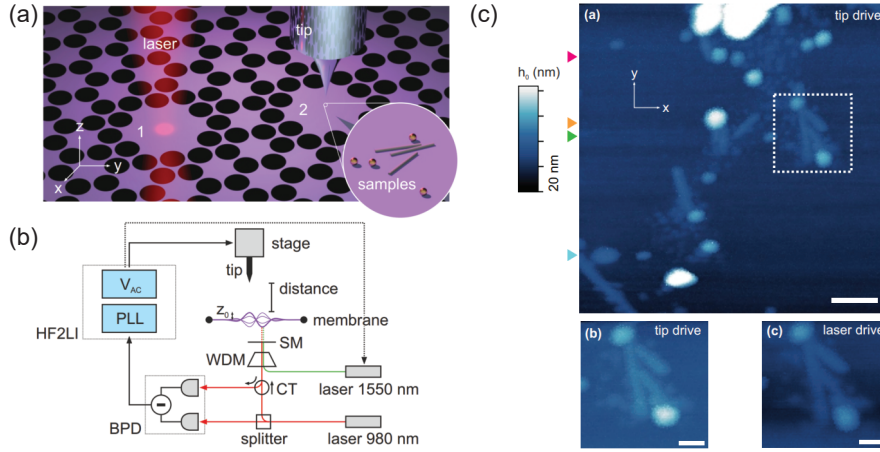 (a)
laser
tip
1
2
z
y
x
samples
(b)
stage
tip
V_AC
PLL
HF2LI
distance
z₀
membrane
SM
WDM
CT
laser 1550 nm
BPD
splitter
laser 980 nm
(c)
(a)
tip drive
h₀ (nm)
20 nm
y
x
(b)
tip drive
(c)
laser drive